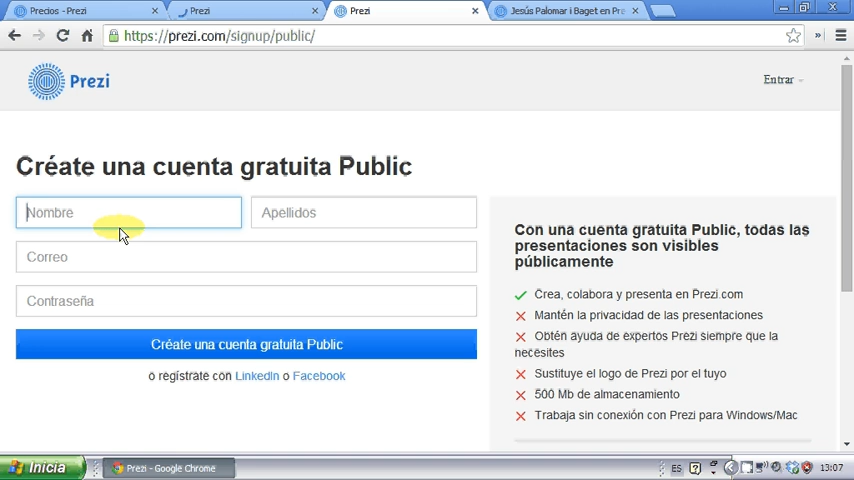 Precios - Prezi
Prezi
Prezi
Jesús Palomar i Baget en Pre
https://prezi.com/signup/public/
Prezi
Entrar
Créate una cuenta gratuita Public
Nombre
Apellidos
Correo
Contraseña
Créate una cuenta gratuita Public
o regístrate con LinkedIn o Facebook
Con una cuenta gratuita Public, todas las
presentaciones son visibles
públicamente
Crea, colabora y presenta en Prezi.com
Mantén la privacidad de las presentaciones
Obtén ayuda de expertos Prezi siempre que la
necesites
Sustituye el logo de Prezi por el tuyo
500 Mb de almacenamiento
Trabaja sin conexión con Prezi para Windows/Mac
Inicia
Prezi - Google Chrome
ES
13:07